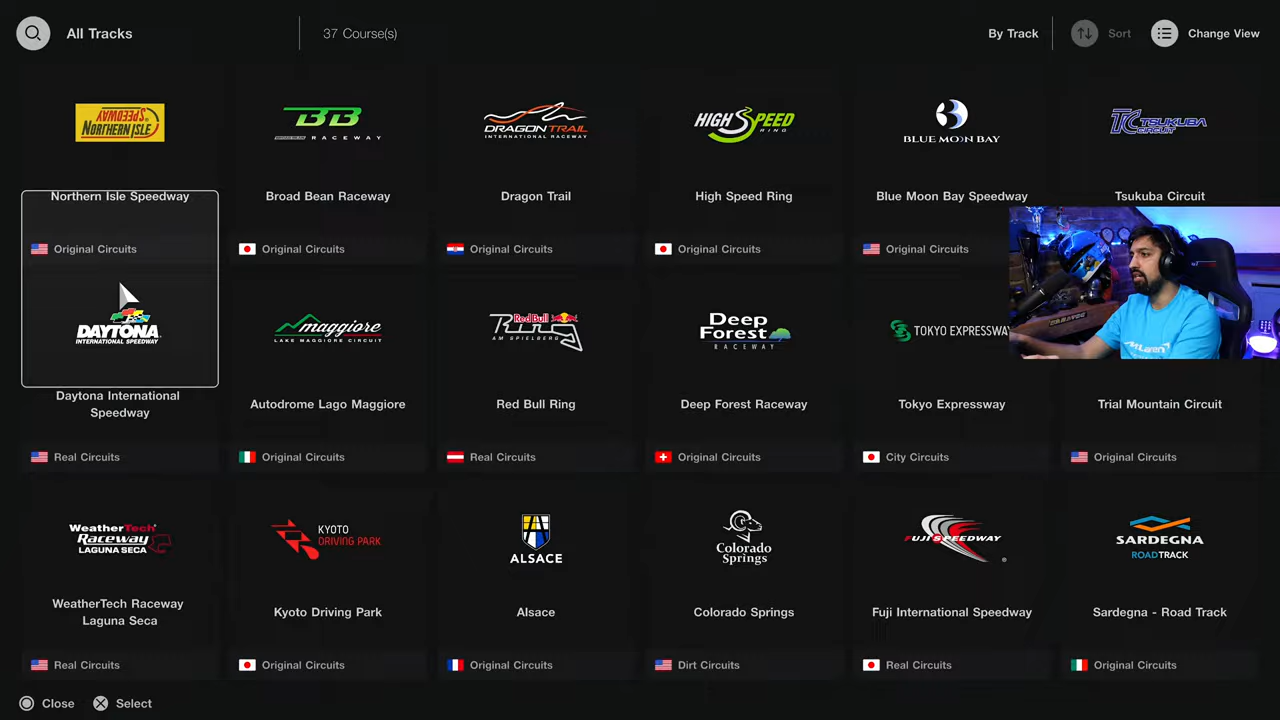 All Tracks
37 Course(s)
By Track
Sort
Change View
NORTHERN ISLE
SPEEDWAY
BB
RACEWAY
DRAGON TRAIL
INTERNATIONAL RACEWAY
HIGH SPEED
RING
BLUE MOON BAY
TC TSUKUBA
CIRCUIT
Northern Isle Speedway
Broad Bean Raceway
Dragon Trail
High Speed Ring
Blue Moon Bay Speedway
Tsukuba Circuit
Original Circuits
Original Circuits
Original Circuits
Original Circuits
Original Circuits
DAYTONA
INTERNATIONAL SPEEDWAY
maggiore
LAKE MAGGIORE CIRCUIT
Red Bull
Ring
AM SPIELBERG
Deep
Forest
RACEWAY
TOKYO EXPRESSWAY
Daytona International
Speedway
Autodrome Lago Maggiore
Red Bull Ring
Deep Forest Raceway
Tokyo Expressway
Trial Mountain Circuit
Real Circuits
Original Circuits
Real Circuits
Original Circuits
City Circuits
Original Circuits
WeatherTech
Raceway
LAGUNA SECA
KYOTO
DRIVING PARK
ALSACE
Colorado
Springs
FUJI SPEEDWAY
SARDEGNA
ROAD TRACK
WeatherTech Raceway
Laguna Seca
Kyoto Driving Park
Alsace
Colorado Springs
Fuji International Speedway
Sardegna - Road Track
Real Circuits
Original Circuits
Original Circuits
Dirt Circuits
Real Circuits
Original Circuits
Close
Select